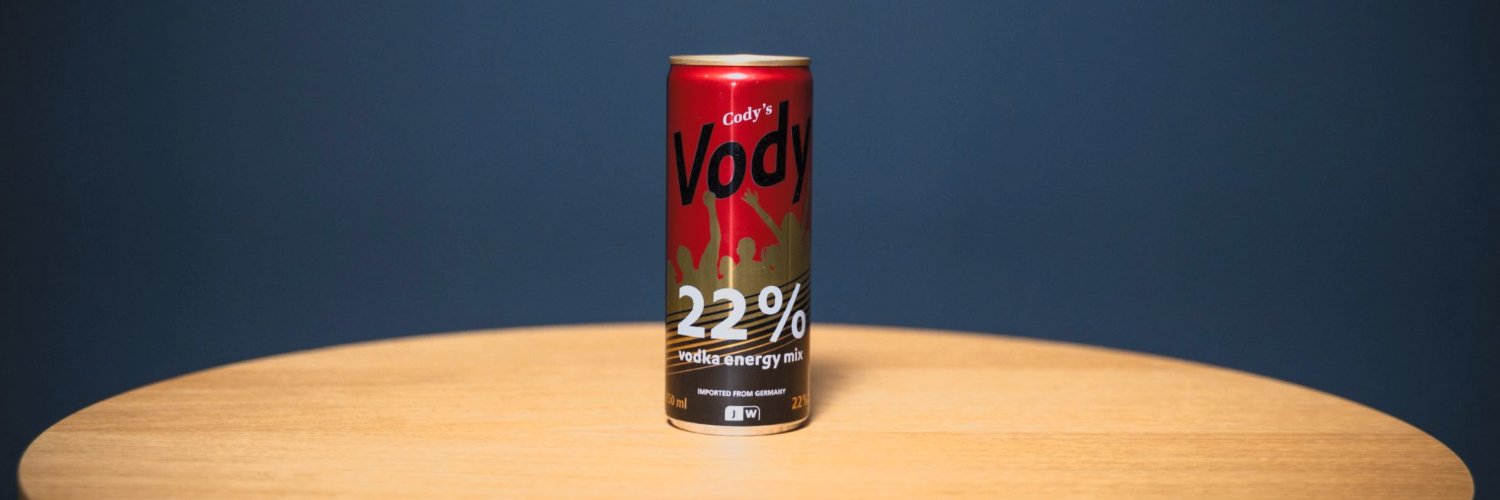 Cody's
Vody
22%
vodka energy mix
IMPORTED FROM GERMANY
50 ml
22%
J W